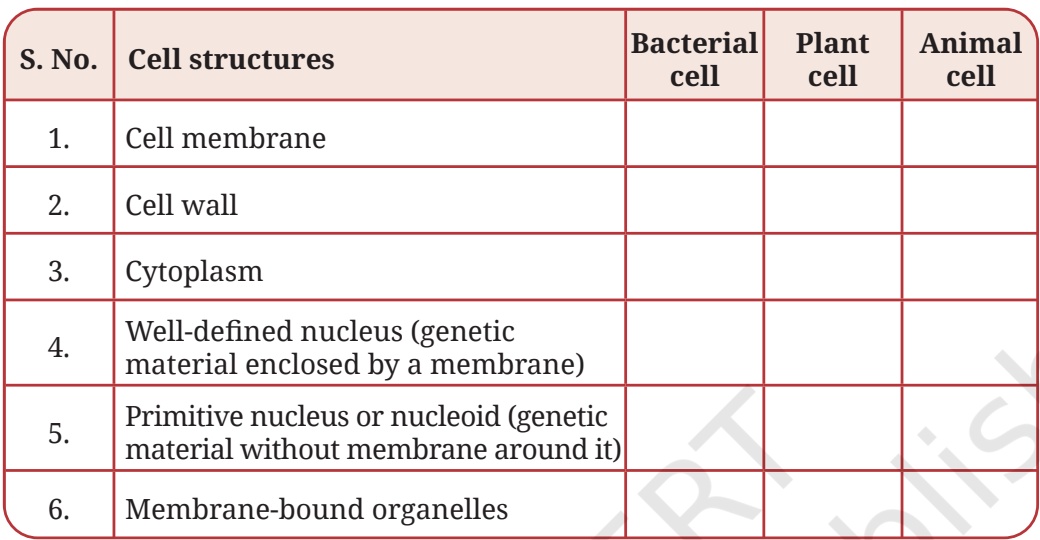 S. No. Cell structures Bacterial cell Plant cell Animal cell
1. Cell membrane
2. Cell wall
3. Cytoplasm
4. Well-defined nucleus (genetic
material enclosed by a membrane)
5. Primitive nucleus or nucleoid (genetic
material without membrane around it)
6. Membrane-bound organelles